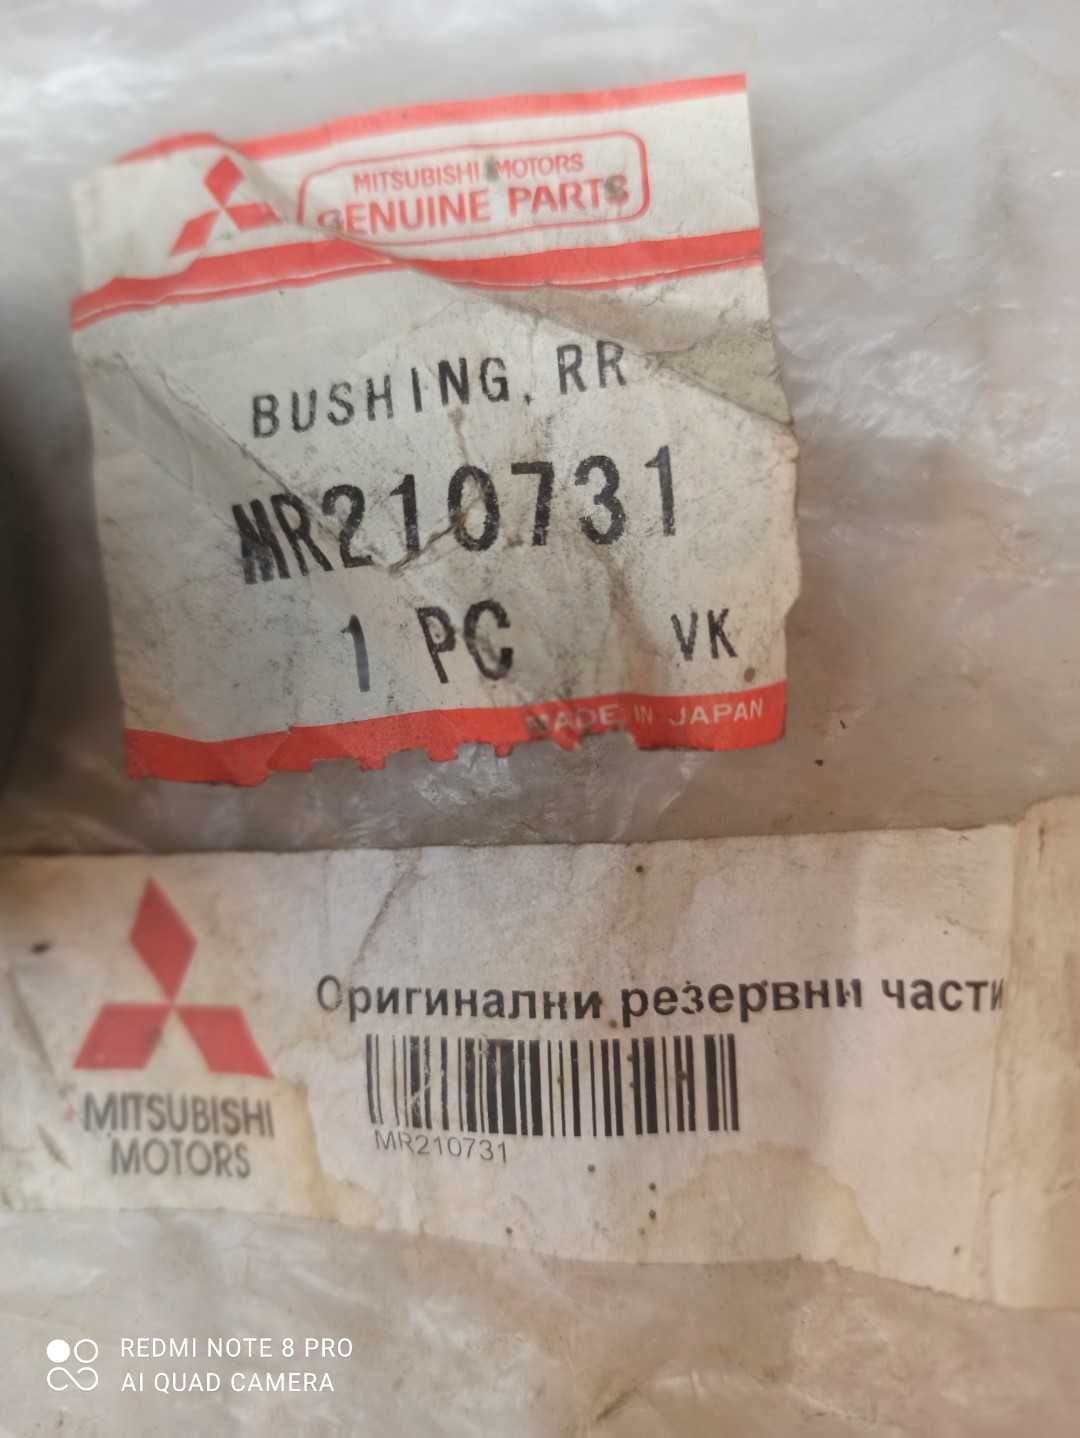 MITSUBISHI MOTORS
GENUINE PARTS
BUSHING, RR
MR210731
1 PC VK
MADE IN JAPAN
Оригинални резервни части
MR210731
MITSUBISHI
MOTORS
REDMI NOTE 8 PRO
AI QUAD CAMERA